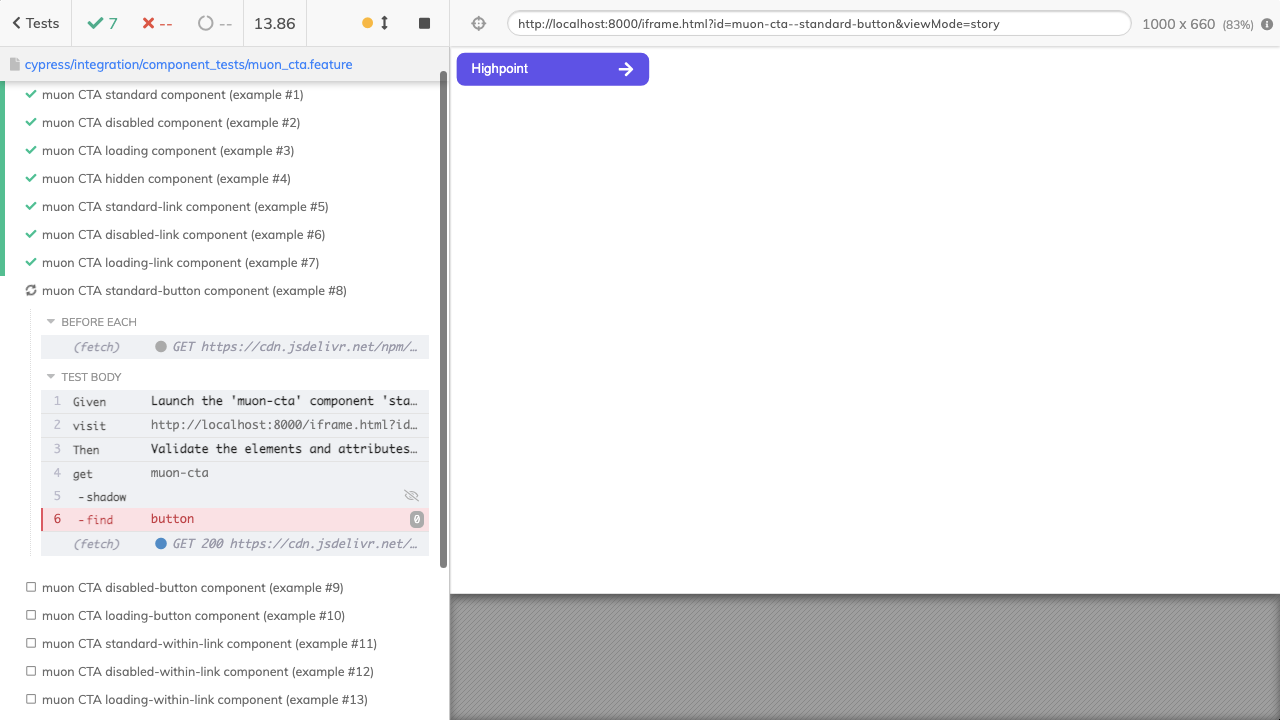 Tests
7
--
--
13.86
http://localhost:8000/iframe.html?id=muon-cta--standard-button&viewMode=story
1000 x 660 (83%)
cypress/integration/component_tests/muon_cta.feature
muon CTA standard component (example #1)
muon CTA disabled component (example #2)
muon CTA loading component (example #3)
muon CTA hidden component (example #4)
muon CTA standard-link component (example #5)
muon CTA disabled-link component (example #6)
muon CTA loading-link component (example #7)
muon CTA standard-button component (example #8)
BEFORE EACH
(fetch) GET https://cdn.jsdelivr.net/npm/…
TEST BODY
1 Given Launch the 'muon-cta' component 'sta…
2 visit http://localhost:8000/iframe.html?id…
3 Then Validate the elements and attributes…
4 get muon-cta
5 -shadow
6 -find button 0
(fetch) GET 200 https://cdn.jsdelivr.net/…
muon CTA disabled-button component (example #9)
muon CTA loading-button component (example #10)
muon CTA standard-within-link component (example #11)
muon CTA disabled-within-link component (example #12)
muon CTA loading-within-link component (example #13)
Highpoint